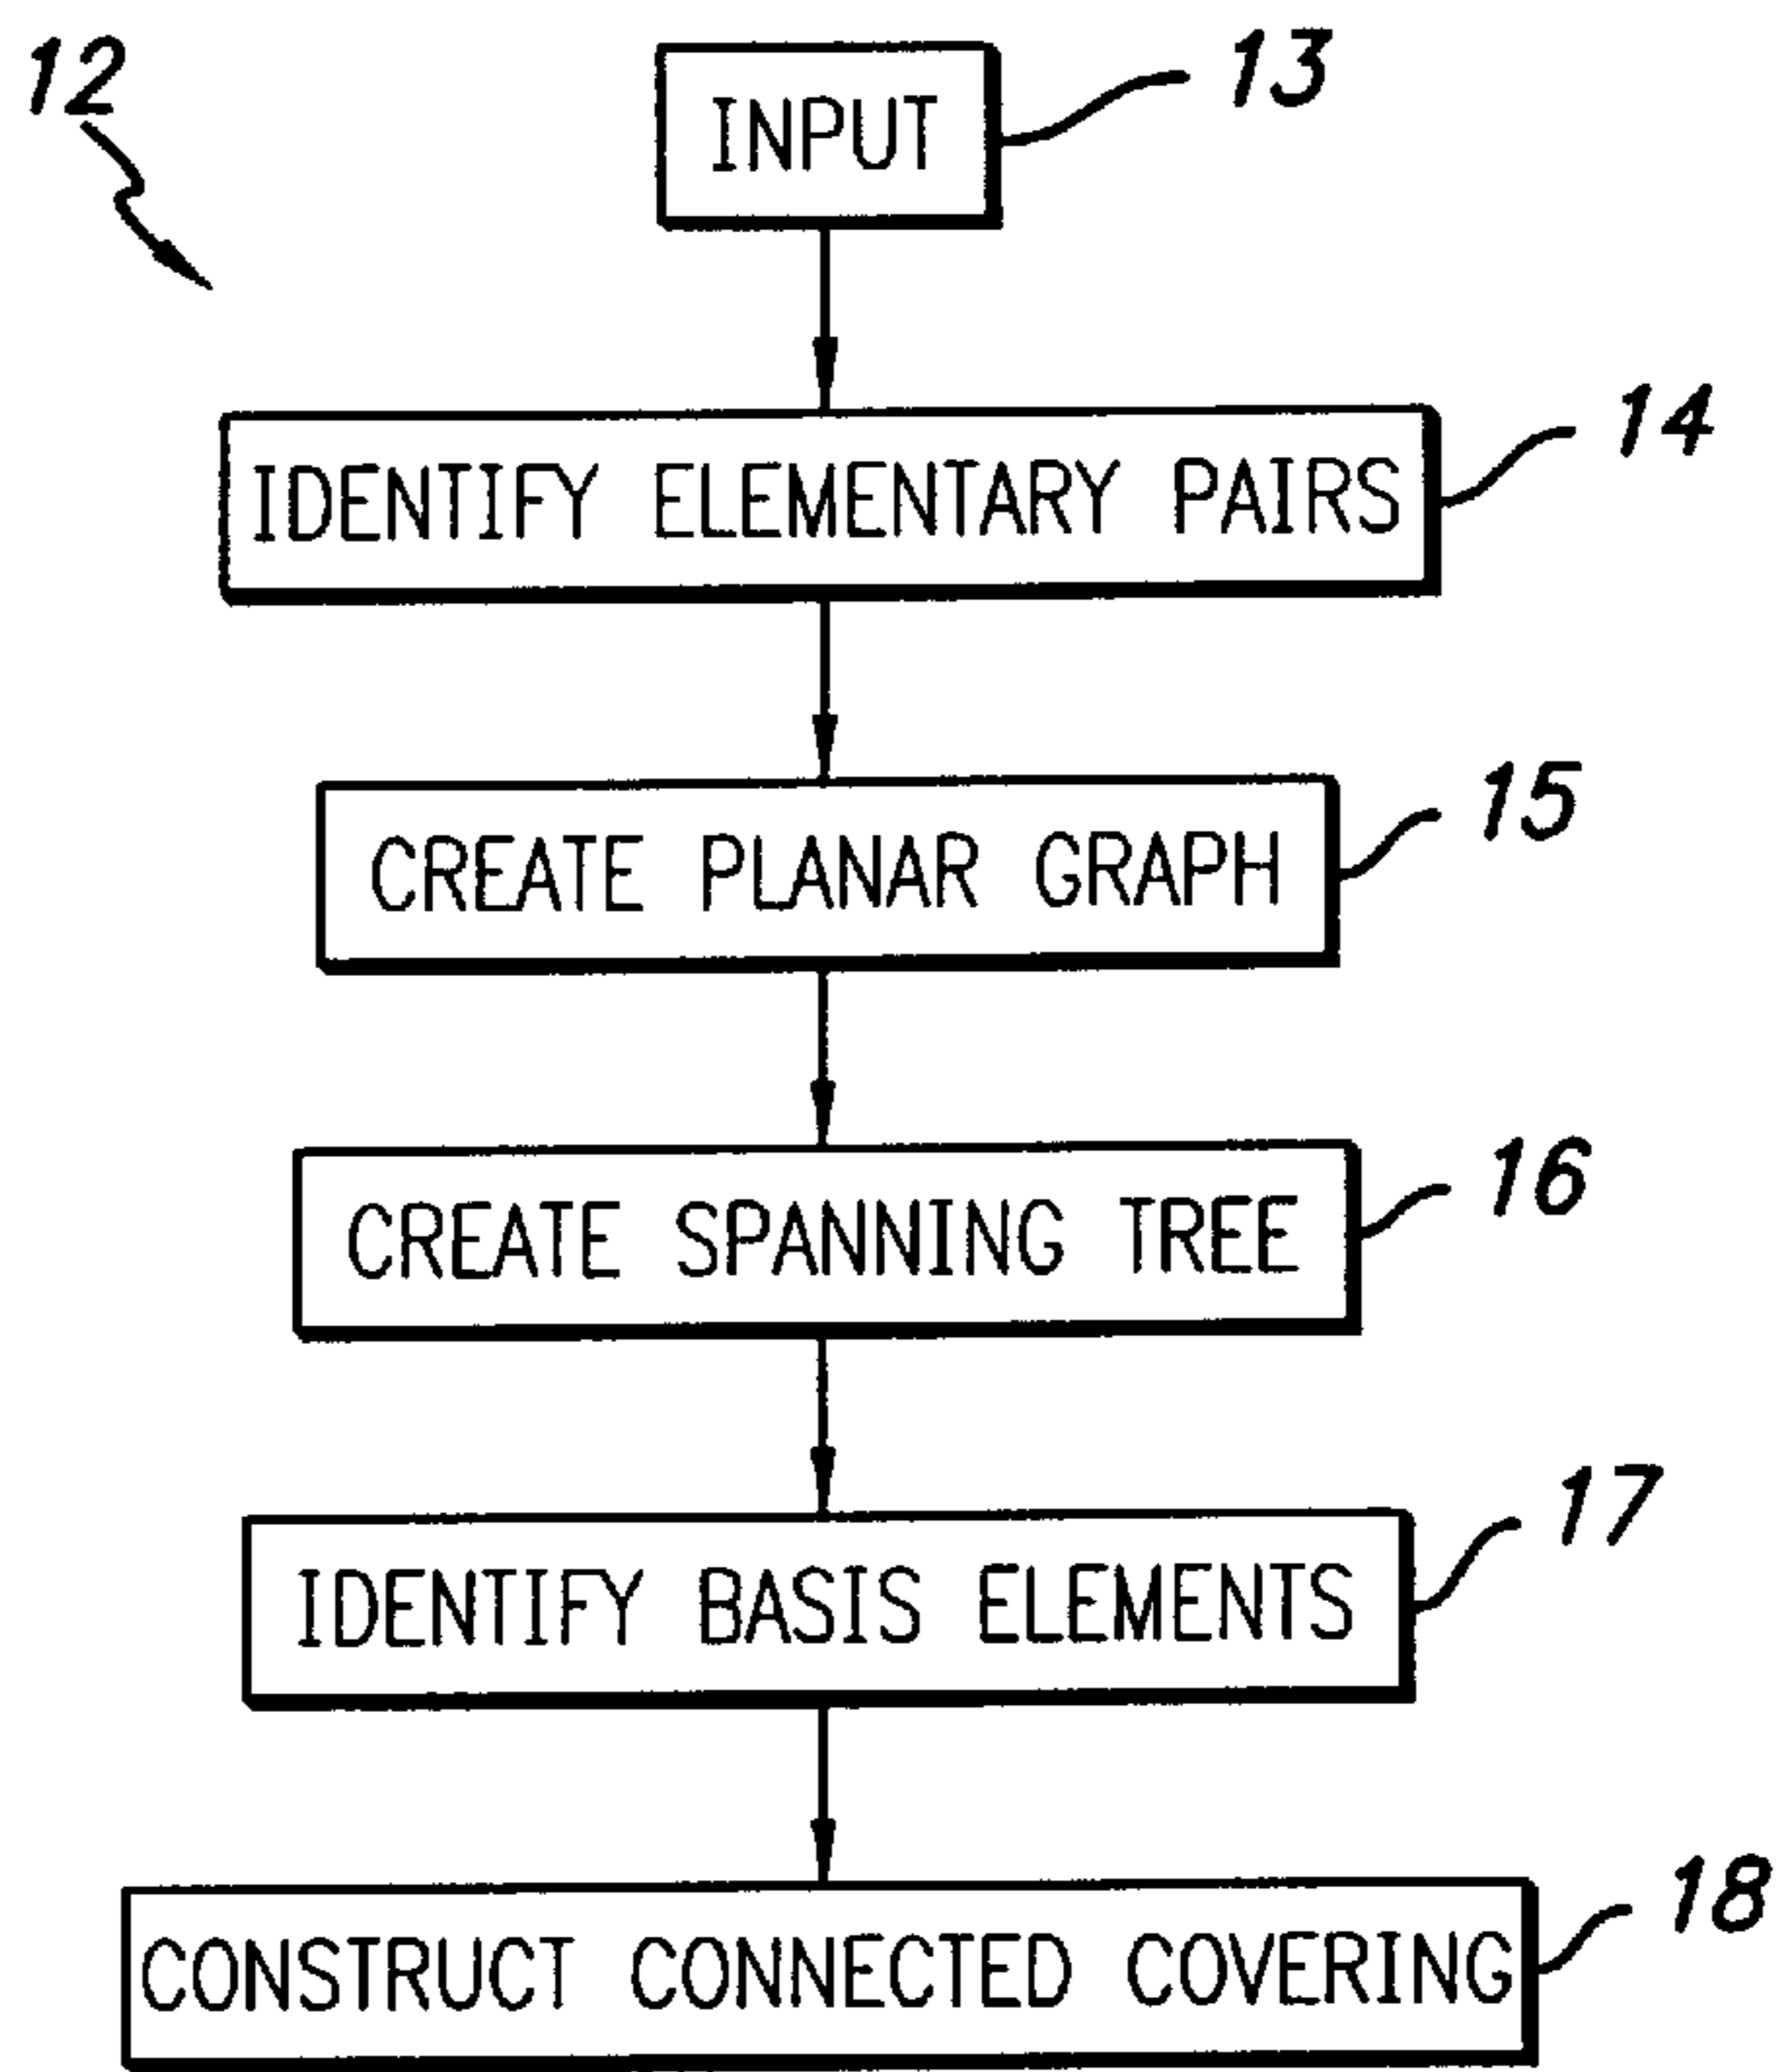 12
INPUT 13
IDENTIFY ELEMENTARY PAIRS 14
CREATE PLANAR GRAPH 15
CREATE SPANNING TREE 16
IDENTIFY BASIS ELEMENTS 17
CONSTRUCT CONNECTED COVERING 18